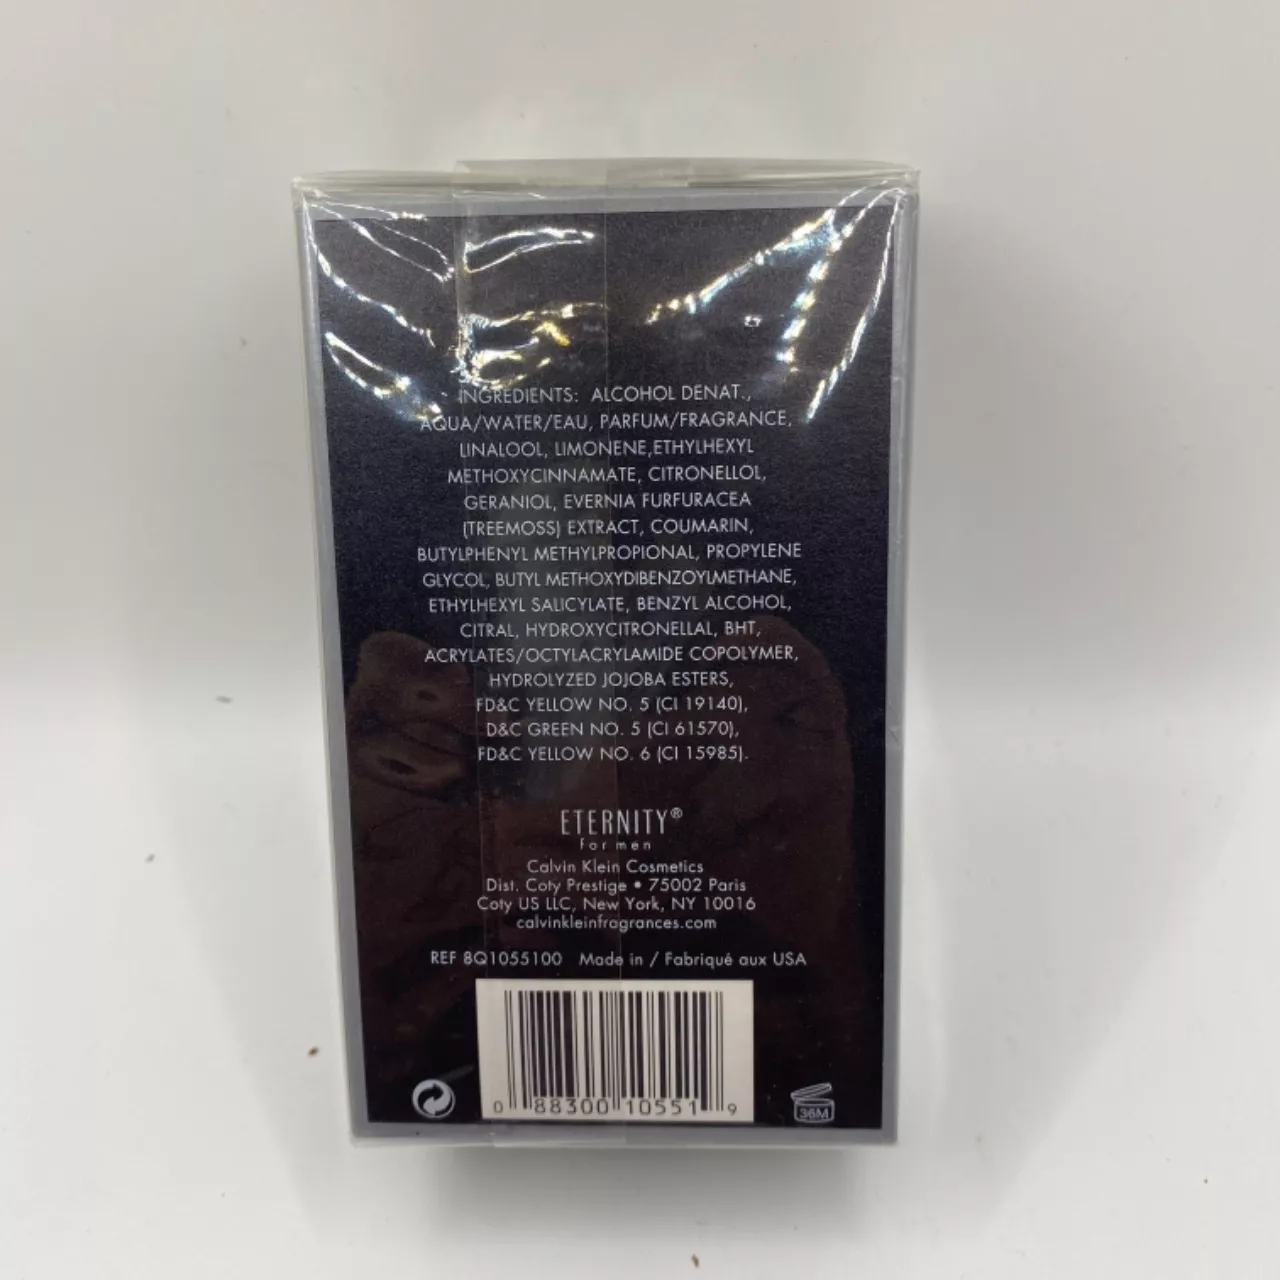 INGREDIENTS: ALCOHOL DENAT.,
AQUA/WATER/EAU, PARFUM/FRAGRANCE,
LINALOOL, LIMONENE,ETHYLHEXYL
METHOXYCINNAMATE, CITRONELLOL,
GERANIOL, EVERNIA FURFURACEA
(TREEMOSS) EXTRACT, COUMARIN,
BUTYLPHENYL METHYLPROPIONAL, PROPYLENE
GLYCOL, BUTYL METHOXYDIBENZOYLMETHANE,
ETHYLHEXYL SALICYLATE, BENZYL ALCOHOL,
CITRAL, HYDROXYCITRONELLAL, BHT,
ACRYLATES/OCTYLACRYLAMIDE COPOLYMER,
HYDROLYZED JOJOBA ESTERS,
FD&C YELLOW NO. 5 (CI 19140),
D&C GREEN NO. 5 (CI 61570),
FD&C YELLOW NO. 6 (CI 15985).
ETERNITY®
for men
Calvin Klein Cosmetics
Dist. Coty Prestige • 75002 Paris
Coty US LLC, New York, NY 10016
calvinkleinfragrances.com
REF 8Q1055100 Made in / Fabriqué aux USA
0 88300 10551 9
36M